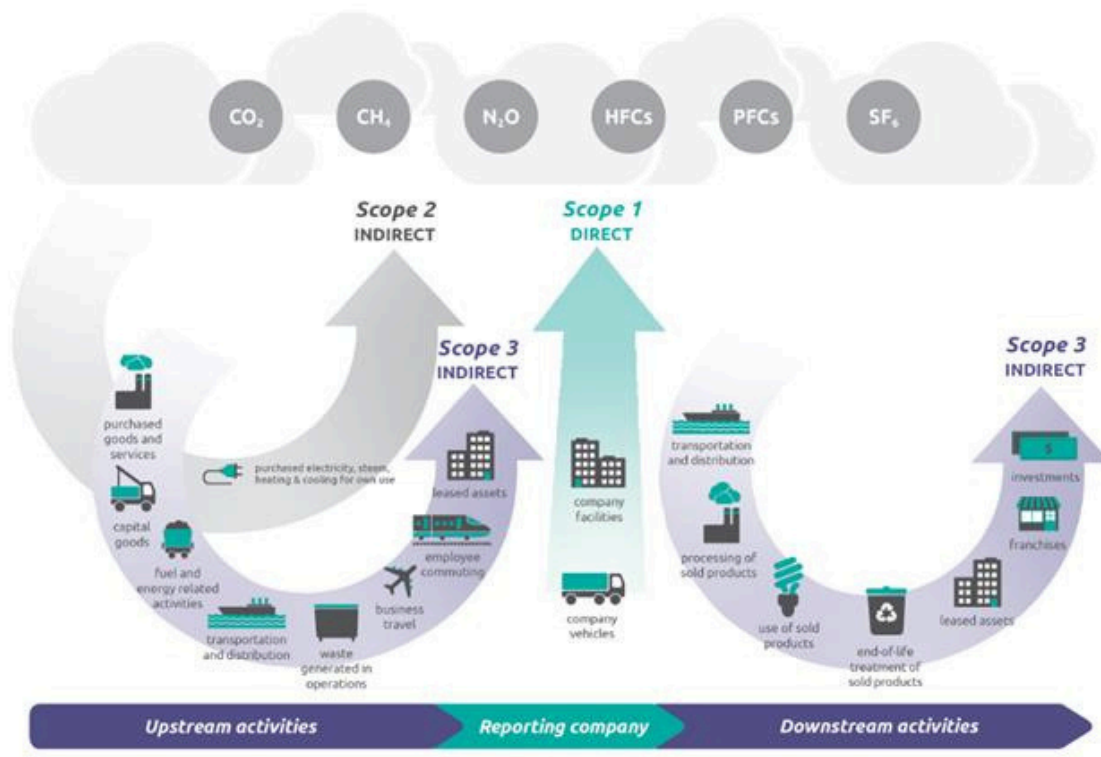 CO₂
CH₄
N₂O
HFCs
PFCs
SF₆
Scope 2
INDIRECT
Scope 1
DIRECT
Scope 3
INDIRECT
Scope 3
INDIRECT
purchased
goods and
services
capital
goods
fuel and
energy related
activities
purchased electricity, steam,
heating & cooling for own use
transportation
and distribution
waste
generated in
operations
business
travel
employee
commuting
leased assets
company
facilities
company
vehicles
transportation
and distribution
processing of
sold products
use of sold
products
end-of-life
treatment of
sold products
leased assets
franchises
investments
$
Upstream activities
Reporting company
Downstream activities